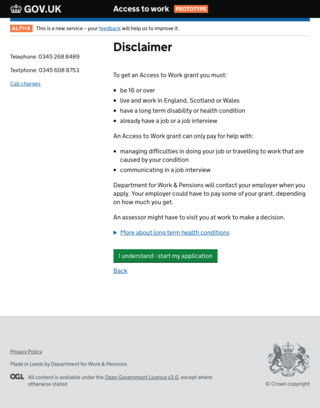 GOV.UK
Access to work PROTOTYPE
ALPHA This is a new service – your feedback will help us to improve it.
Telephone: 0345 268 8489
Textphone: 0345 608 8753
Call charges
Disclaimer
To get an Access to Work grant you must:
be 16 or over
live and work in England, Scotland or Wales
have a long term disability or health condition
already have a job or a job interview
An Access to Work grant can only pay for help with:
managing difficulties in doing your job or travelling to work that are
caused by your condition
communicating in a job interview
Department for Work & Pensions will contact your employer when you
apply. Your employer could have to pay some of your grant, depending
on how much you get.
An assessor might have to visit you at work to make a decision.
More about long term health conditions
I understand - start my application
Back
Privacy Policy
Made in Leeds by Department for Work & Pensions
OGL All content is available under the Open Government Licence v3.0, except where
otherwise stated
© Crown copyright